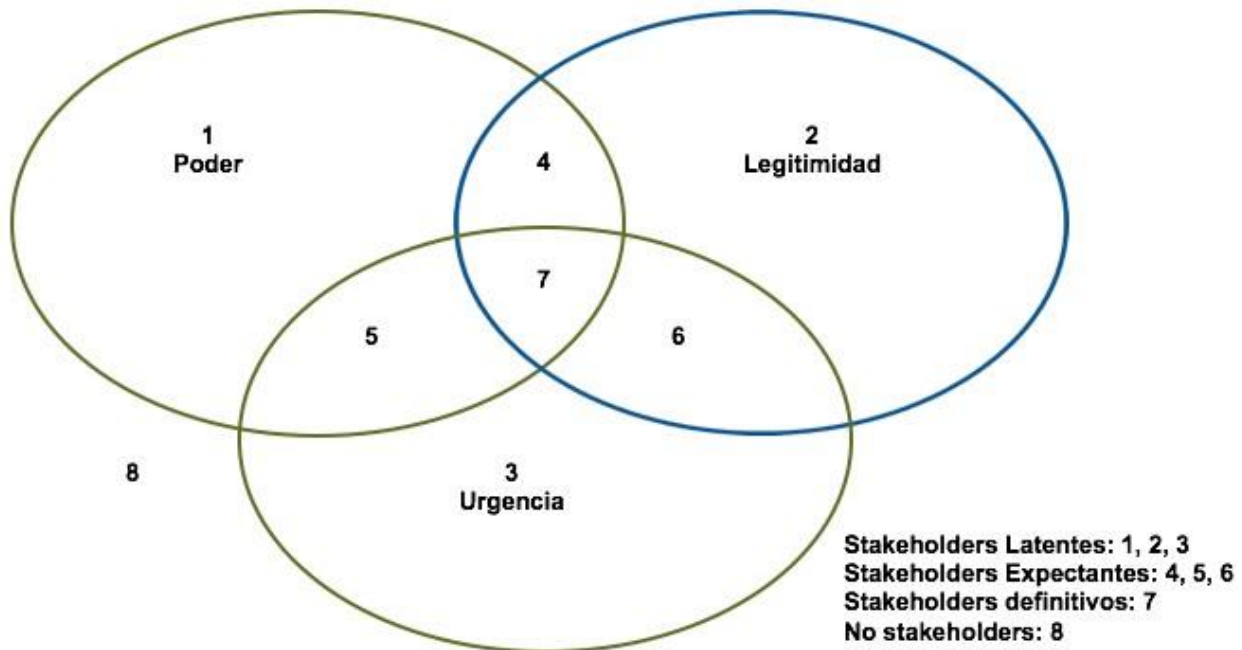 1
Poder
2
Legitimidad
4
7
5
6
8
3
Urgencia
Stakeholders Latentes: 1, 2, 3
Stakeholders Expectantes: 4, 5, 6
Stakeholders definitivos: 7
No stakeholders: 8